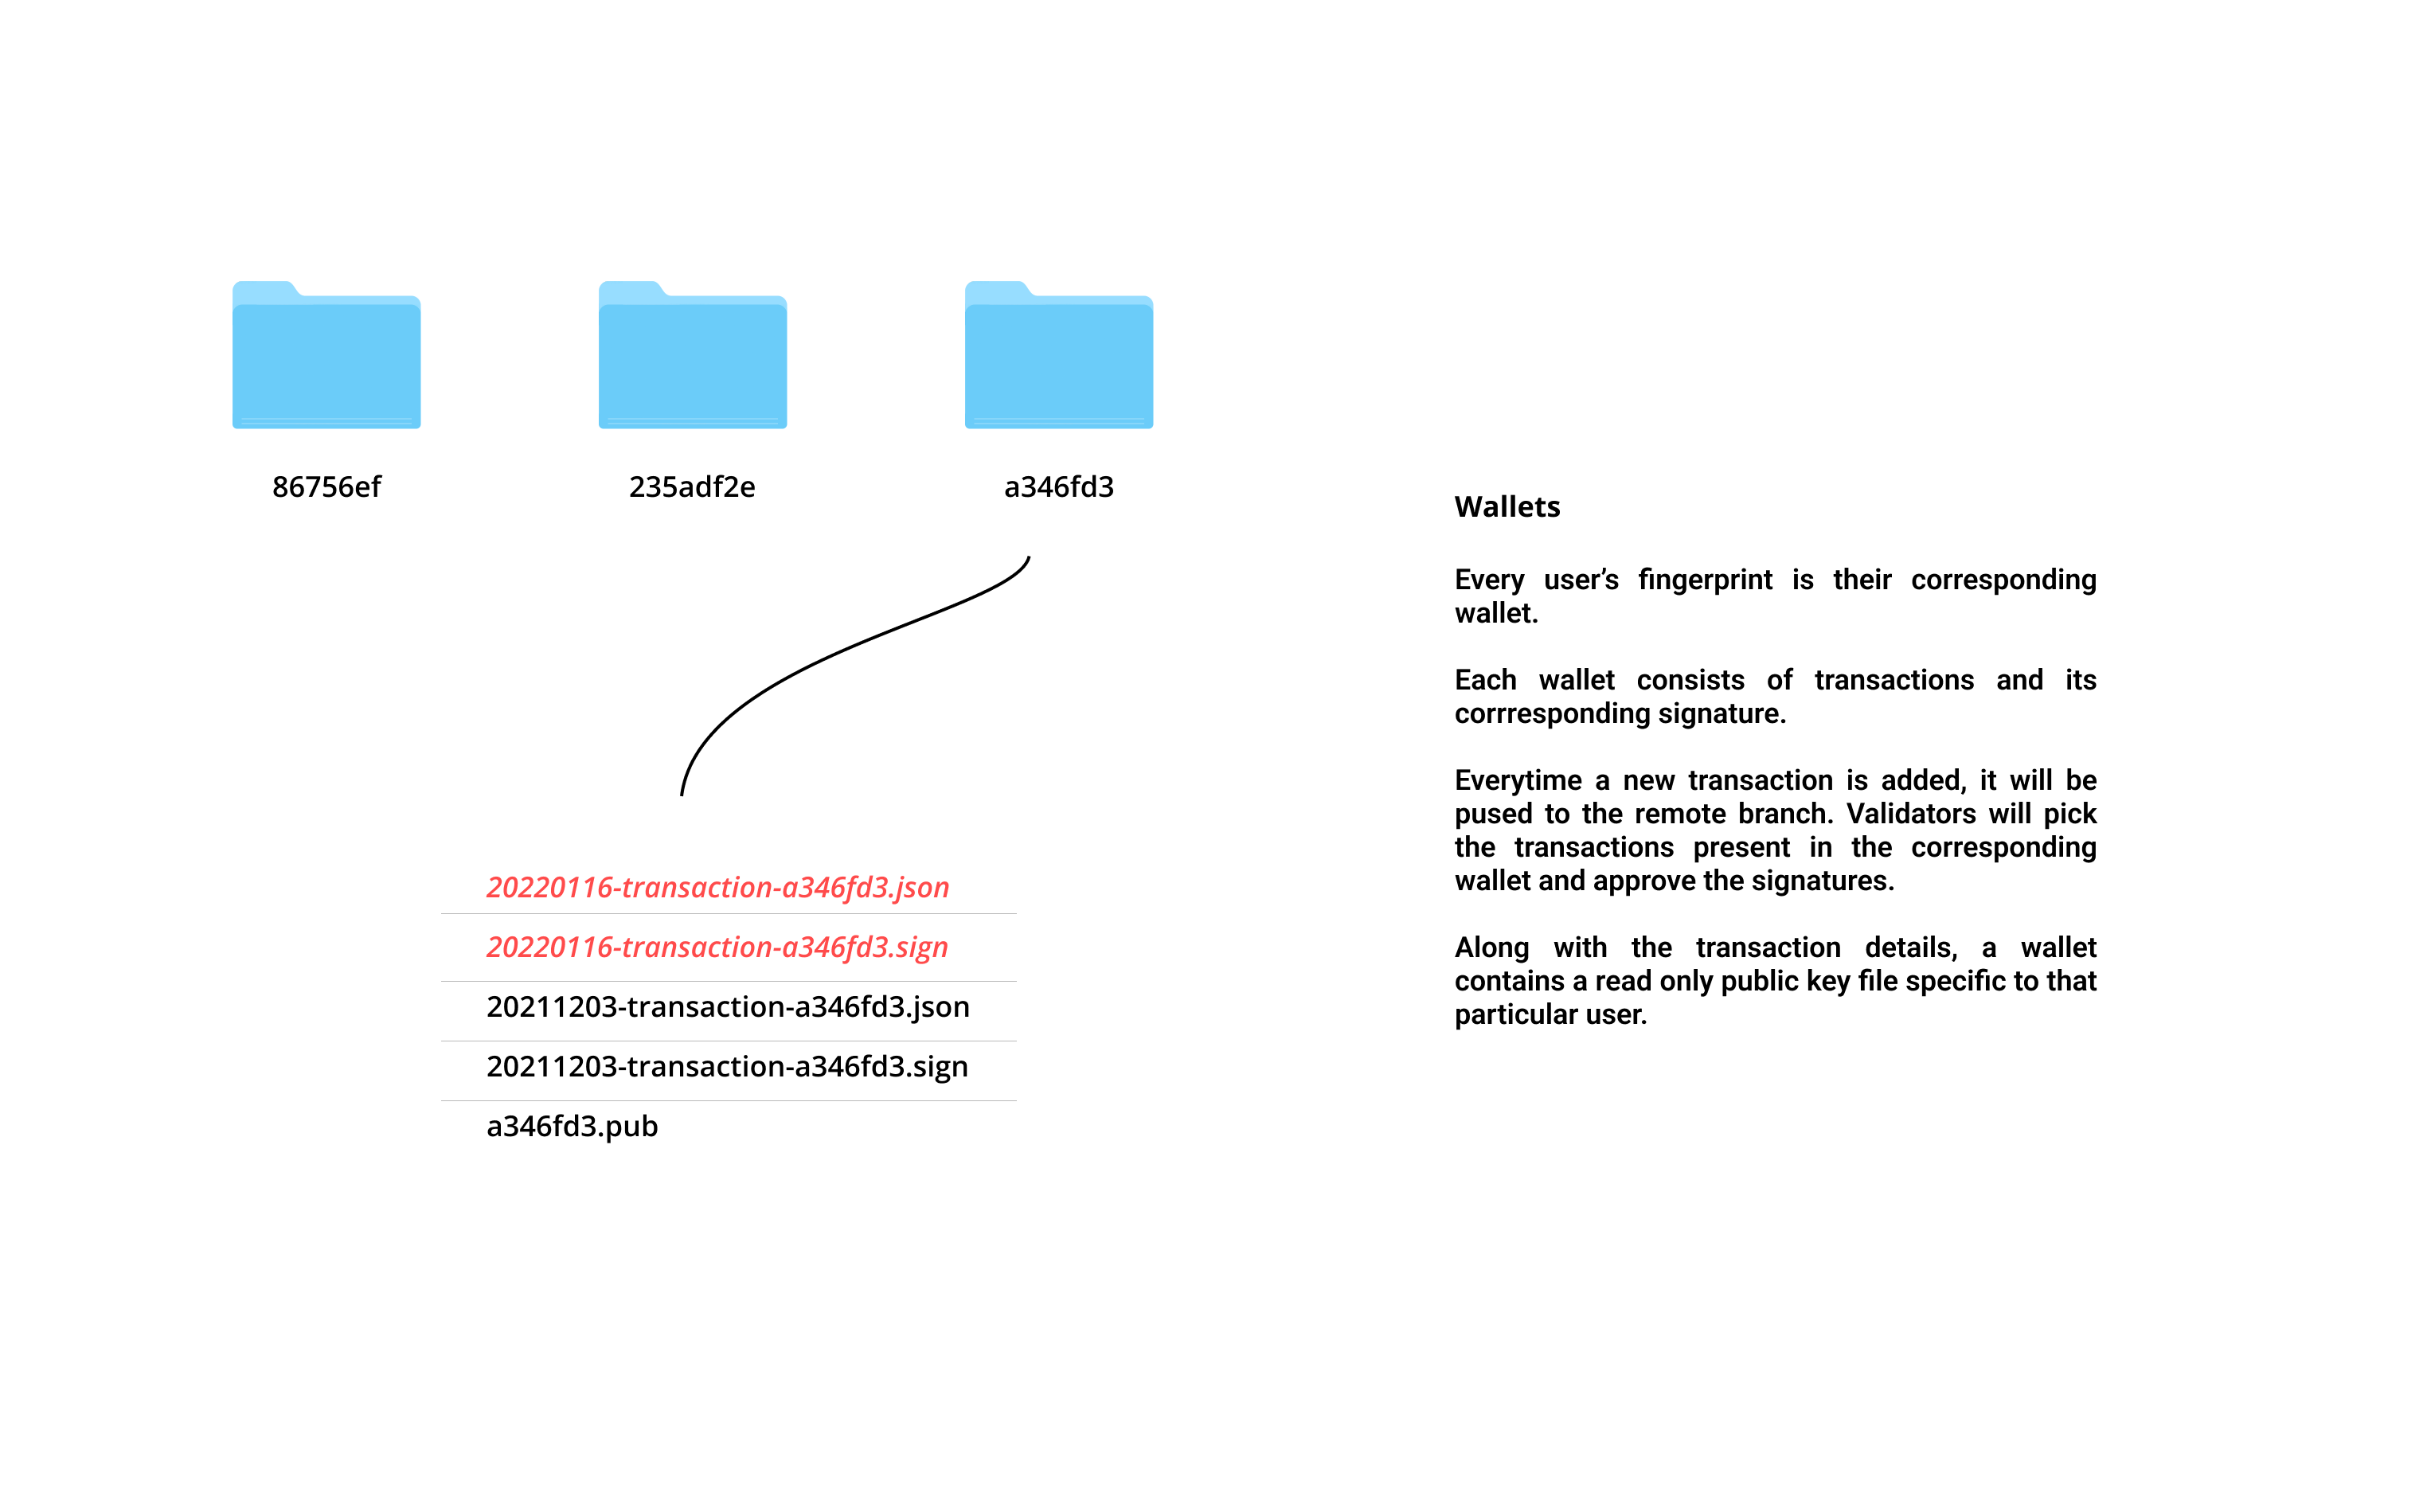 86756ef
235adf2e
a346fd3
20220116-transaction-a346fd3.json
20220116-transaction-a346fd3.sign
20211203-transaction-a346fd3.json
20211203-transaction-a346fd3.sign
a346fd3.pub
Wallets
Every user’s fingerprint is their corresponding
wallet.
Each wallet consists of transactions and its
corrresponding signature.
Everytime a new transaction is added, it will be
pused to the remote branch. Validators will pick
the transactions present in the corresponding
wallet and approve the signatures.
Along with the transaction details, a wallet
contains a read only public key file specific to that
particular user.